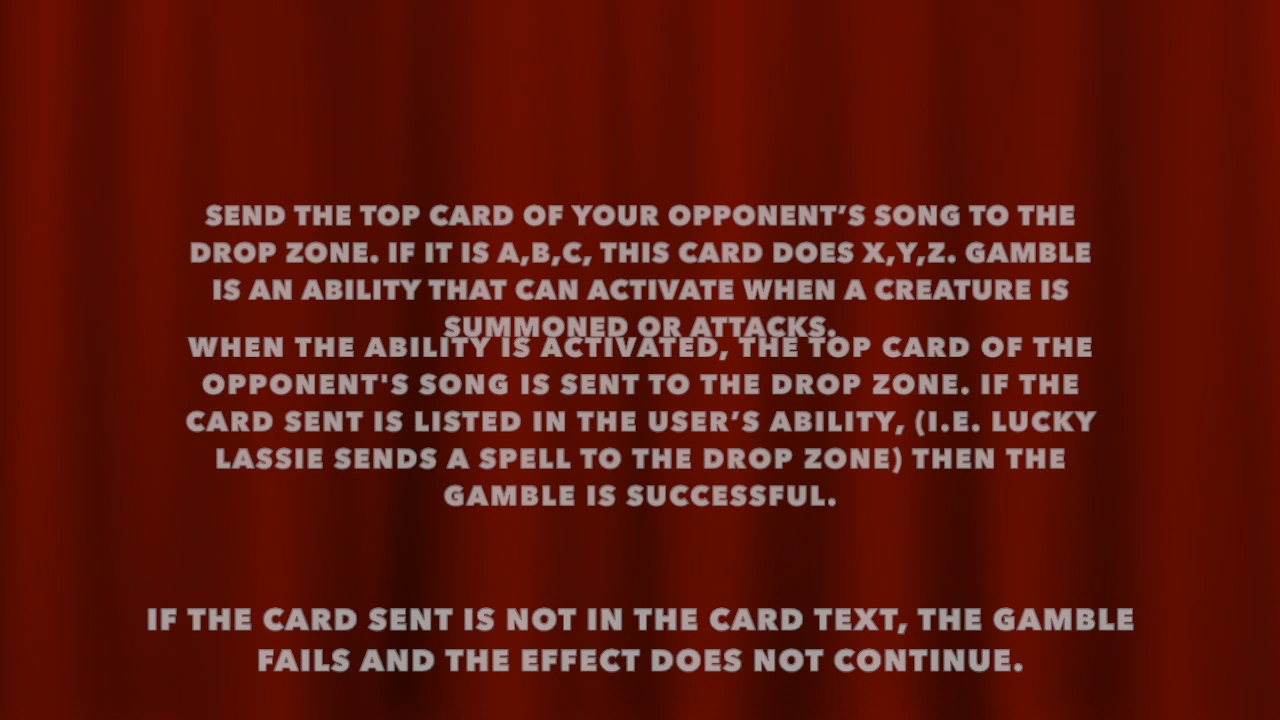 SEND THE TOP CARD OF YOUR OPPONENT’S SONG TO THE
DROP ZONE. IF IT IS A,B,C, THIS CARD DOES X,Y,Z. GAMBLE
IS AN ABILITY THAT CAN ACTIVATE WHEN A CREATURE IS
SUMMONED OR ATTACKS.
WHEN THE ABILITY IS ACTIVATED, THE TOP CARD OF THE
OPPONENT'S SONG IS SENT TO THE DROP ZONE. IF THE
CARD SENT IS LISTED IN THE USER’S ABILITY, (I.E. LUCKY
LASSIE SENDS A SPELL TO THE DROP ZONE) THEN THE
GAMBLE IS SUCCESSFUL.
IF THE CARD SENT IS NOT IN THE CARD TEXT, THE GAMBLE
FAILS AND THE EFFECT DOES NOT CONTINUE.